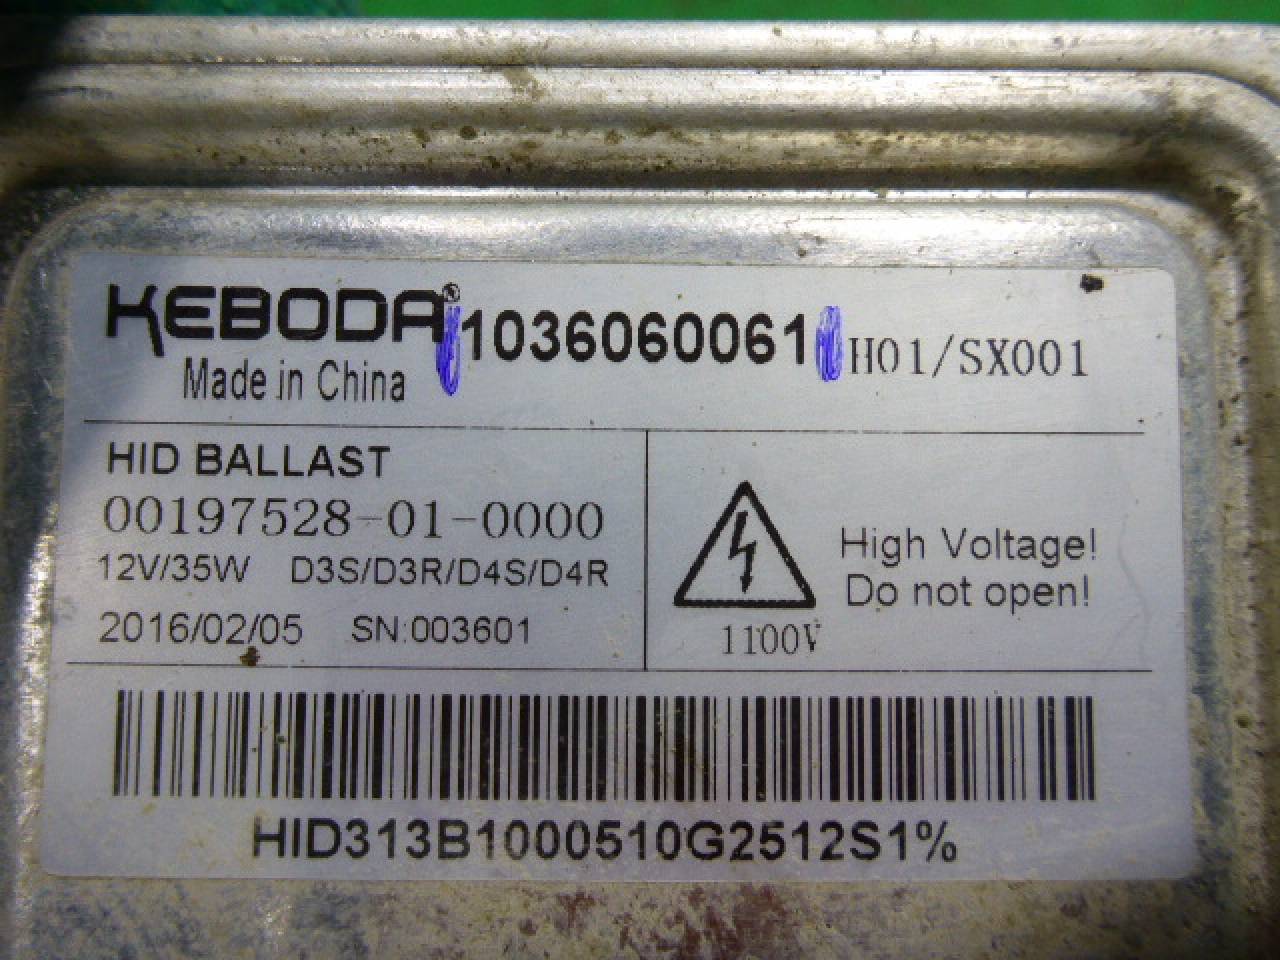 KEBODA® 1036060061 H01/SX001
Made in China
HID BALLAST
00197528-01-0000
12V/35W D3S/D3R/D4S/D4R
2016/02/05 SN:003601
High Voltage!
Do not open!
1100V
HID313B1000510G2512S1%